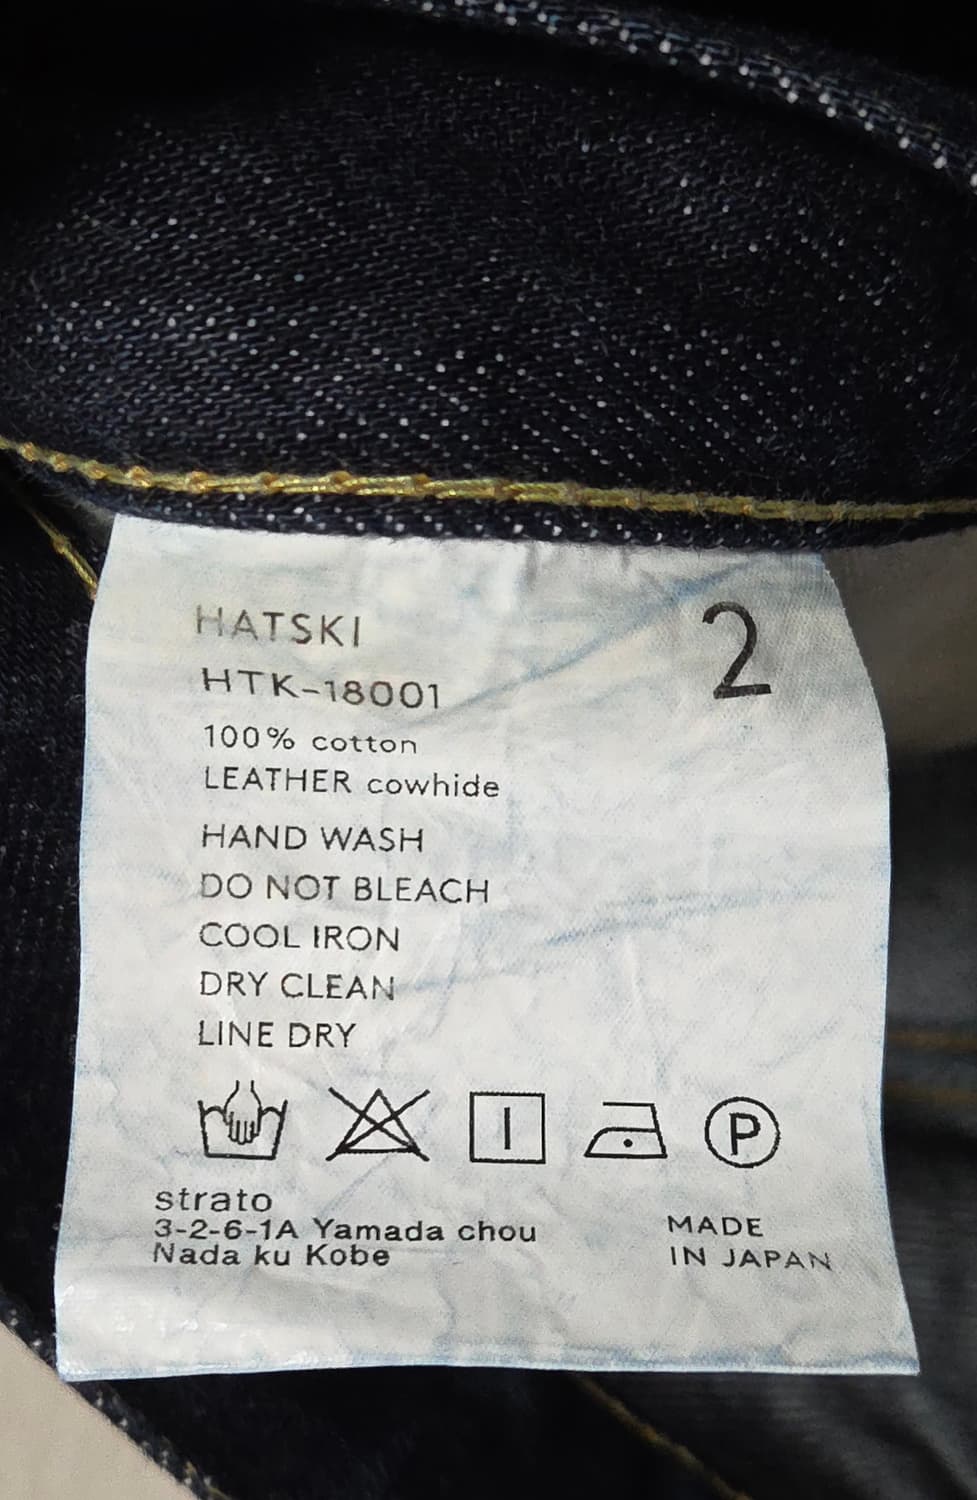 HATSKI
2
HTK-18001
100% cotton
LEATHER cowhide
HAND WASH
DO NOT BLEACH
COOL IRON
DRY CLEAN
LINE DRY
P
strato
3-2-6-1A Yamada chou
Nada ku Kobe
MADE
IN JAPAN